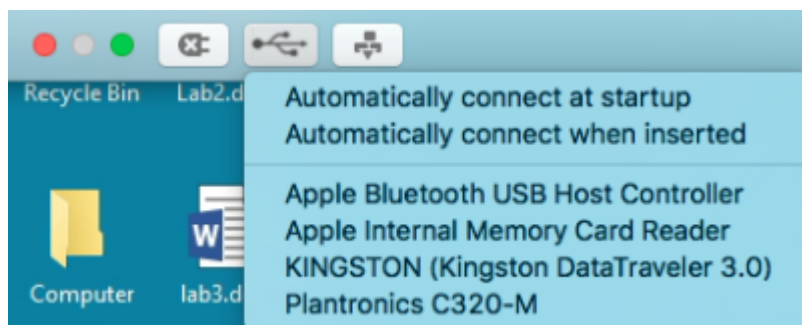 Recycle Bin
Lab2.d
Automatically connect at startup
Automatically connect when inserted
Apple Bluetooth USB Host Controller
Apple Internal Memory Card Reader
KINGSTON (Kingston DataTraveler 3.0)
Plantronics C320-M
W
Computer
lab3.d